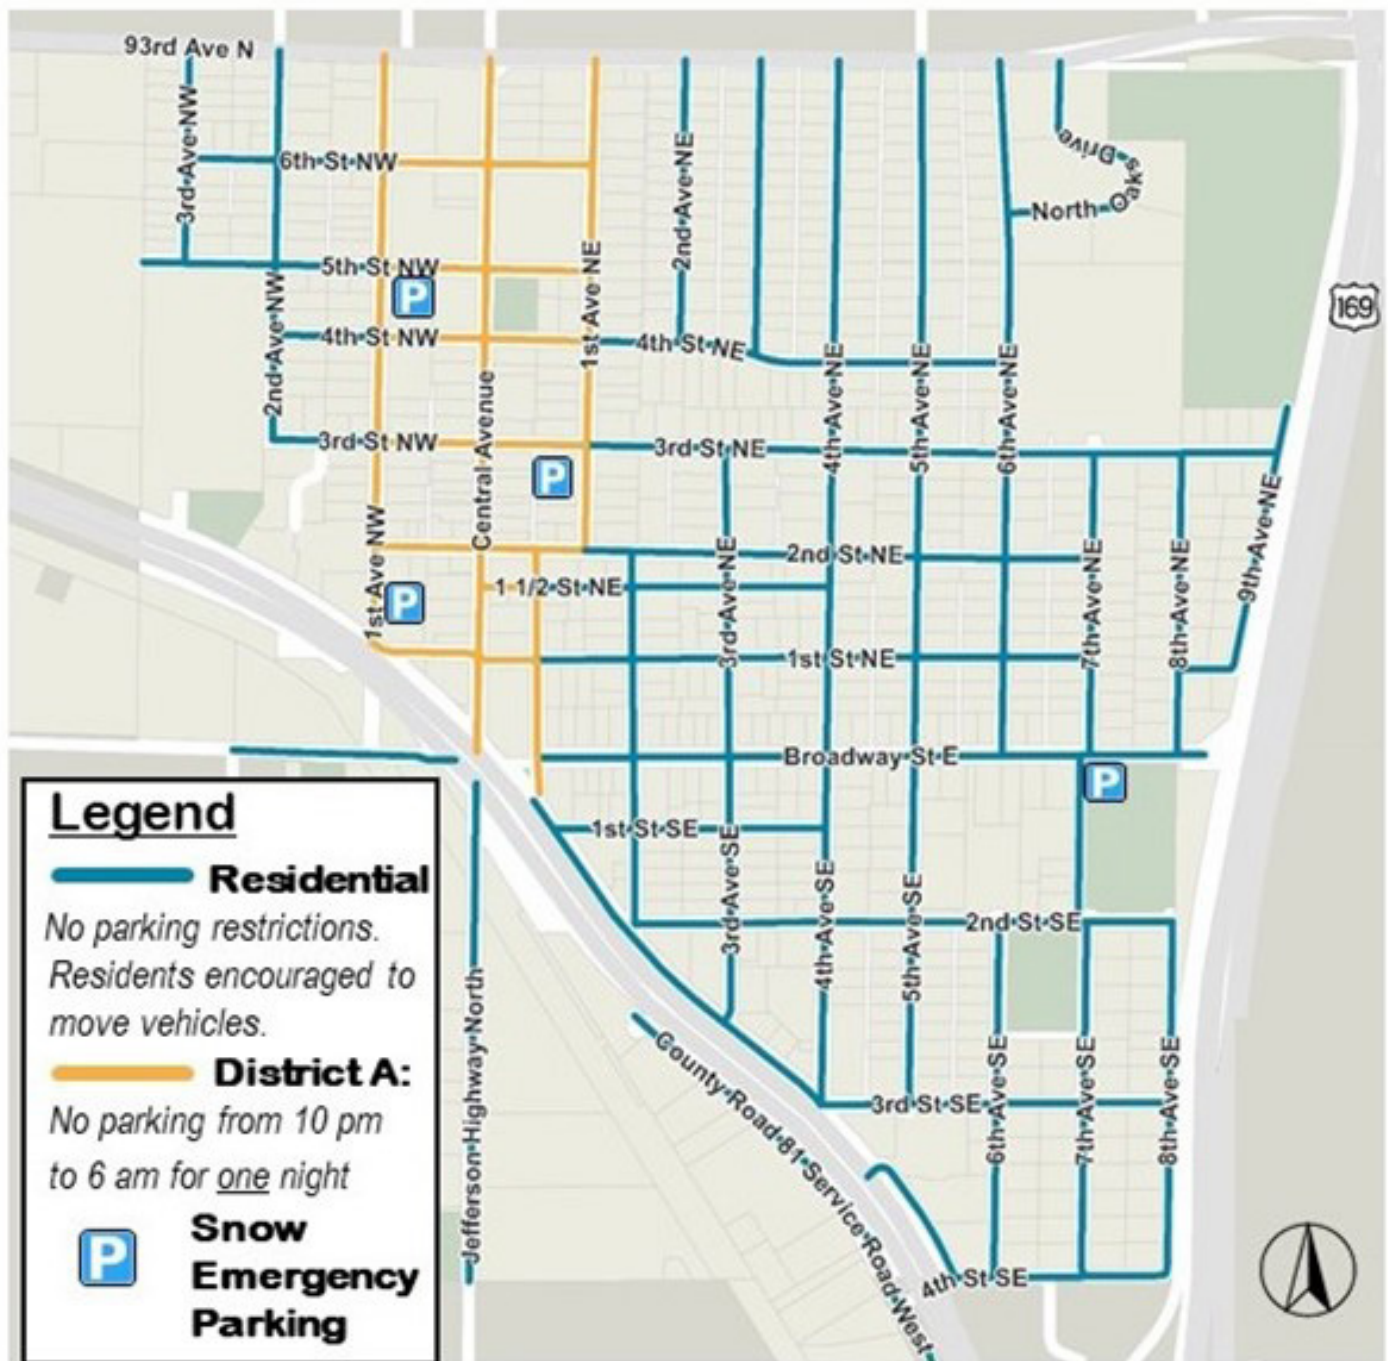 93rd Ave N
3rd Ave NW
6th St NW
2nd Ave NE
North Oaks Drive
5th St NW
1st Ave NE
169
P
2nd Ave NW
4th St NW
4th St NE
4th Ave NE
5th Ave NE
6th Ave NE
3rd St NW
Central Avenue
3rd St NE
P
9th Ave NE
1st Ave NW
2nd St NE
3rd Ave NE
7th Ave NE
8th Ave NE
1 1/2 St NE
P
1st St NE
Broadway St E
P
1st St SE
3rd Ave SE
4th Ave SE
5th Ave SE
2nd St SE
Jefferson Highway North
County Road 81 Service Road West
3rd St SE
6th Ave SE
7th Ave SE
8th Ave SE
4th St SE
Legend
Residential
No parking restrictions.
Residents encouraged to
move vehicles.
District A:
No parking from 10 pm
to 6 am for one night
P
Snow
Emergency
Parking